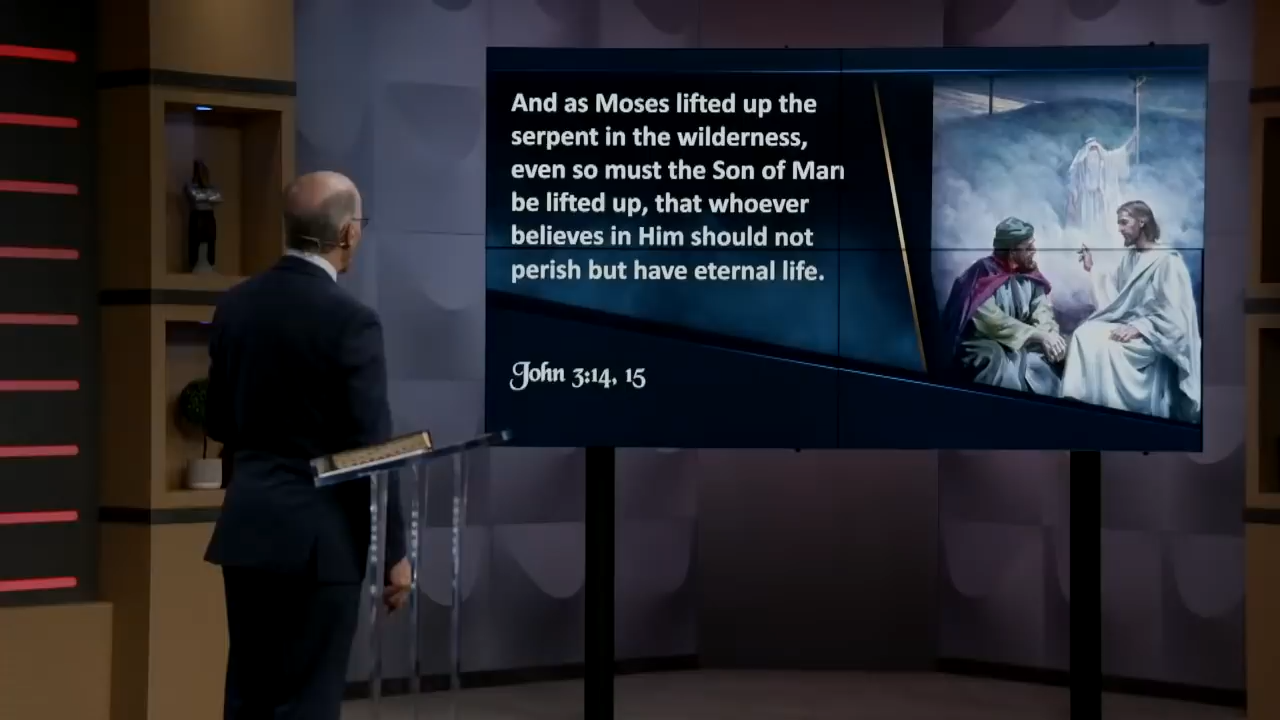 And as Moses lifted up the
serpent in the wilderness,
even so must the Son of Man
be lifted up, that whoever
believes in Him should not
perish but have eternal life.
John 3:14, 15